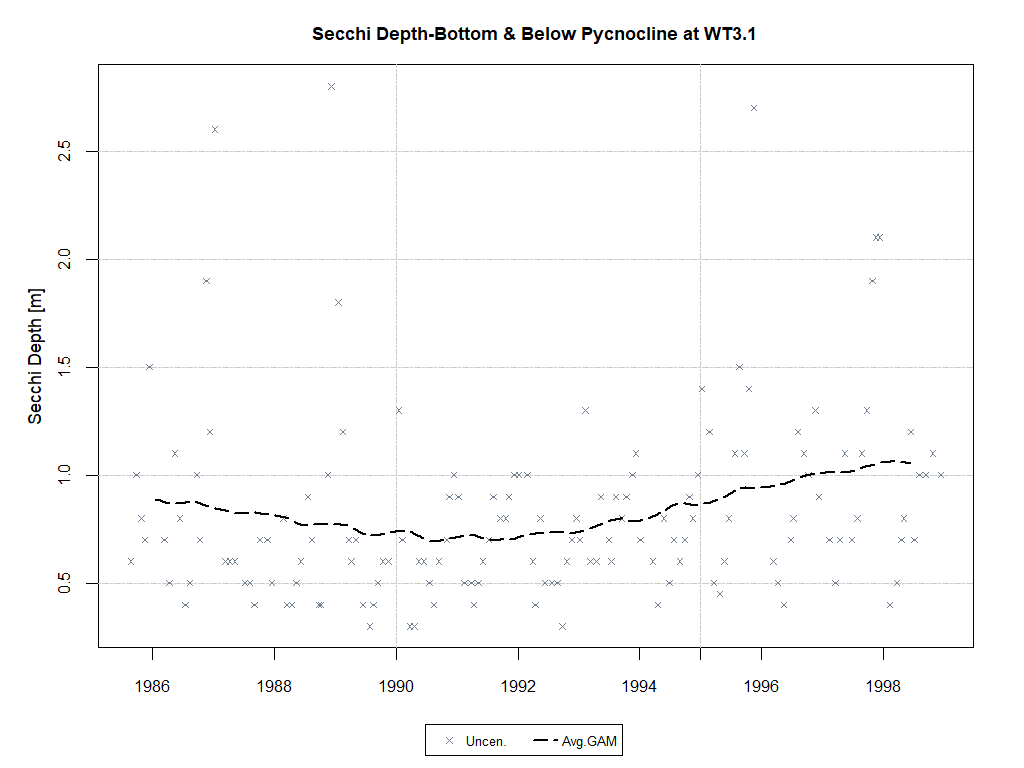 Secchi Depth-Bottom & Below Pycnocline at WT3.1
Secchi Depth [m]
2.5
2.0
1.5
1.0
0.5
1986 1988 1990 1992 1994 1996 1998
Uncen. Avg.GAM